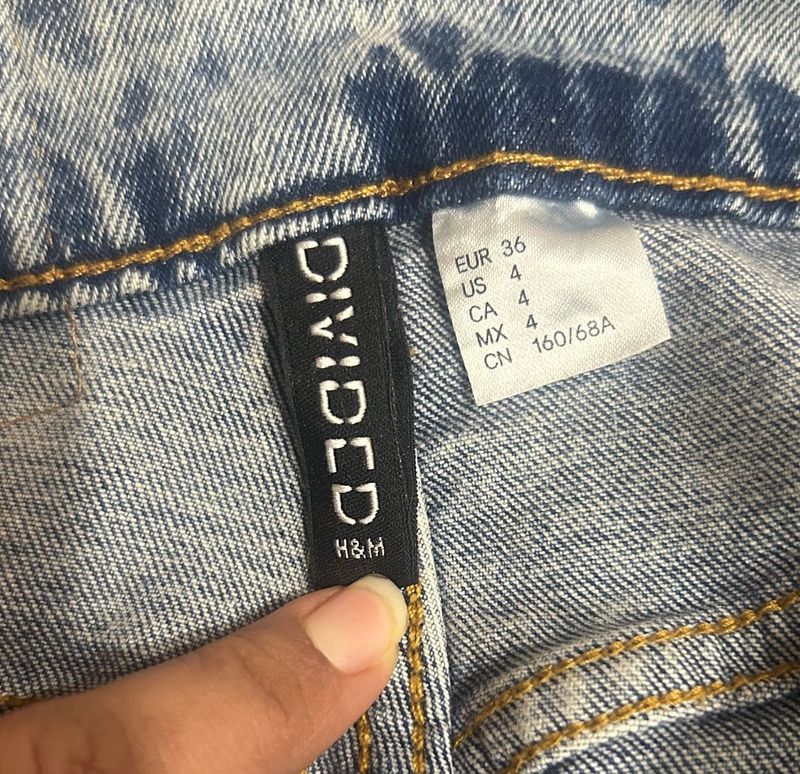 DIVIDED
H&M
EUR 36
US 4
CA 4
MX 4
CN 160/68A